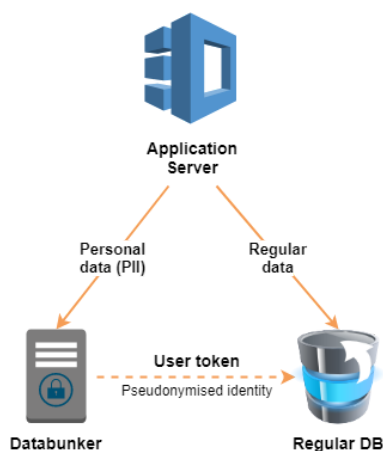 Application
Server
Personal
data (PII)
Regular
data
User token
Pseudonymised identity
Databunker
Regular DB